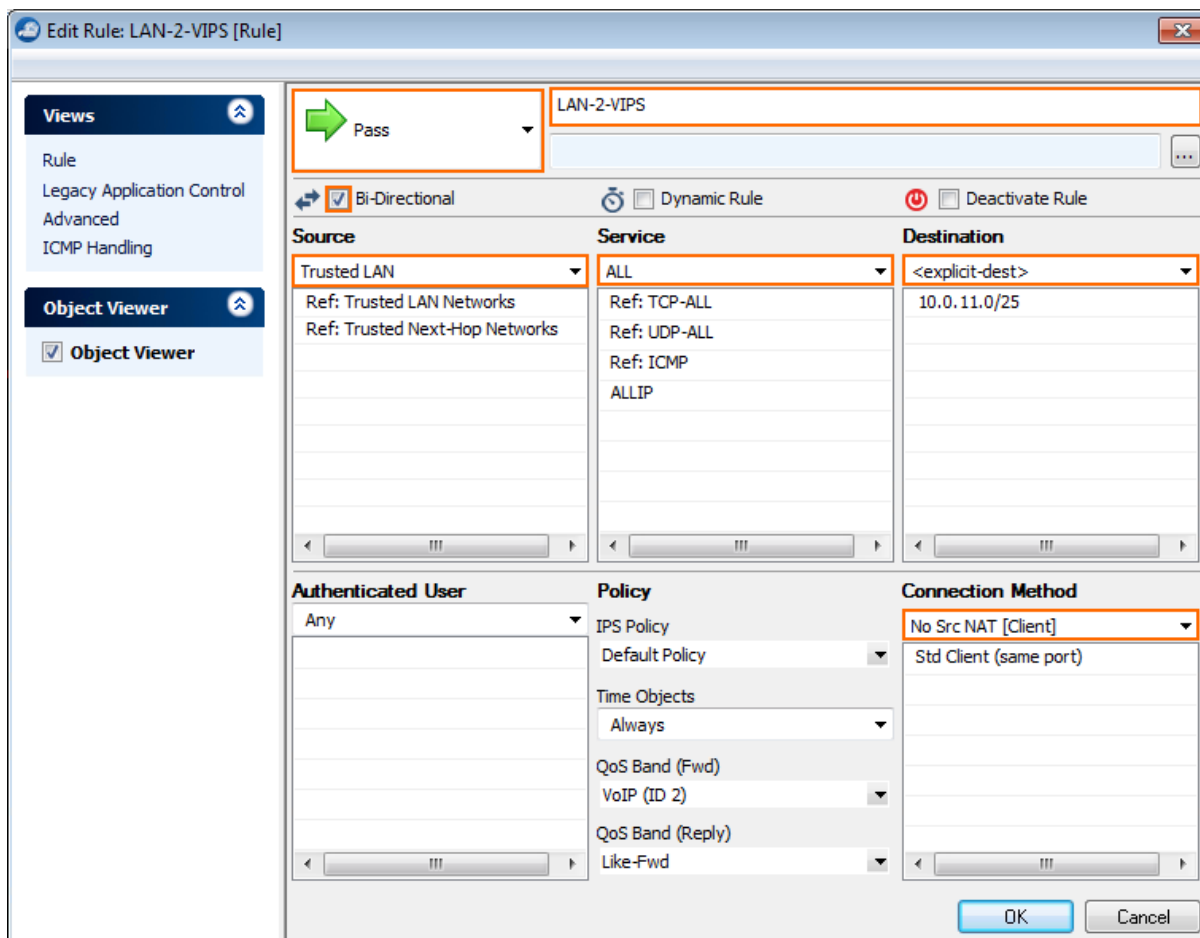 Edit Rule: LAN-2-VIPS [Rule]
Views
Rule
Legacy Application Control
Advanced
ICMP Handling
Object Viewer
Object Viewer
Pass
LAN-2-VIPS
...
Bi-Directional
Dynamic Rule
Deactivate Rule
Source
Service
Destination
Trusted LAN
ALL
<explicit-dest>
Ref: Trusted LAN Networks
Ref: TCP-ALL
10.0.11.0/25
Ref: Trusted Next-Hop Networks
Ref: UDP-ALL
Ref: ICMP
ALLIP
Authenticated User
Policy
Connection Method
Any
IPS Policy
No Src NAT [Client]
Default Policy
Std Client (same port)
Time Objects
Always
QoS Band (Fwd)
VoIP (ID 2)
QoS Band (Reply)
Like-Fwd
OK
Cancel